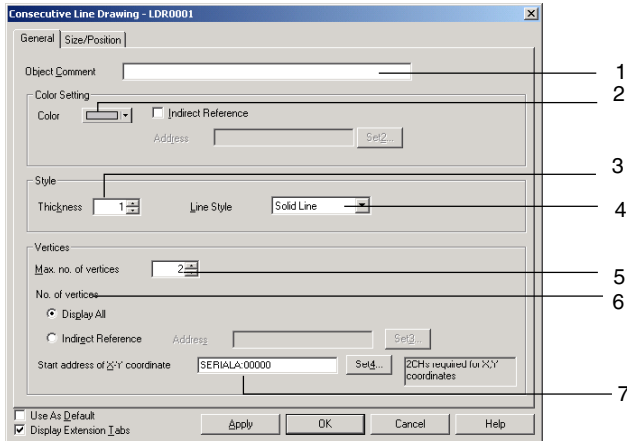 Consecutive Line Drawing - LDR0001
General Size/Position
Object Comment 1
Color Setting 2
Color Indirect Reference
Address Set2...
Style 3
Thickness 1 Line Style Solid Line 4
Vertices
Max. no. of vertices 2 5
No. of vertices 6
Display All
Indirect Reference Address Set3...
Start address of X-Y coordinate SERIALA:00000 Set4... 2CHs required for X,Y
coordinates
7
Use As Default
Display Extension Tabs Apply OK Cancel Help